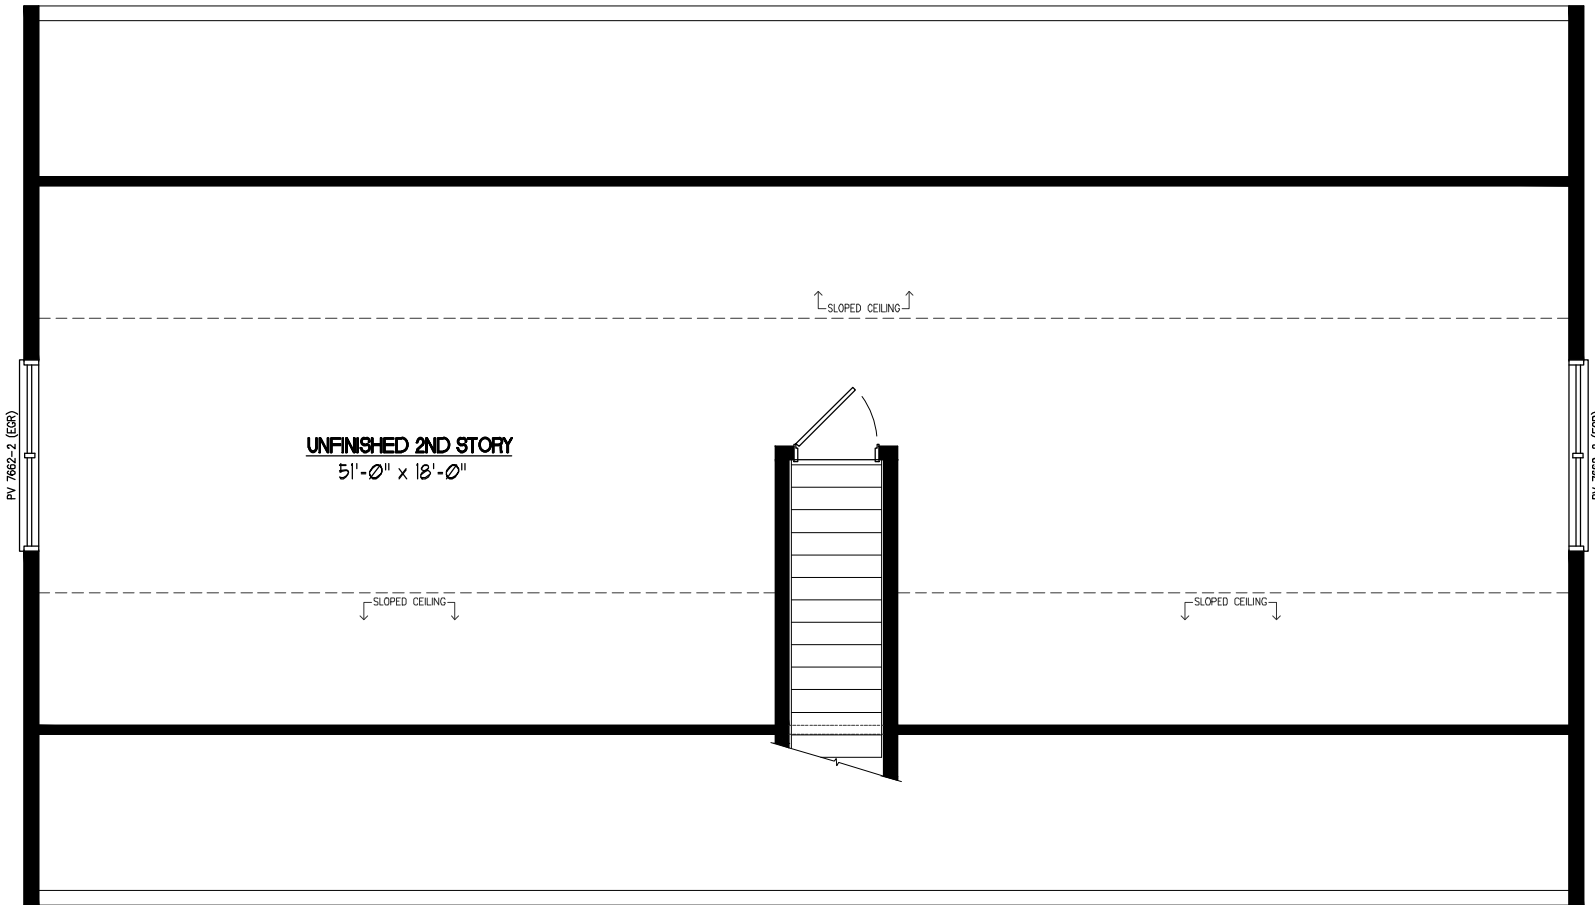 SLOPED CEILING
PV 7662-2 (EGR)
UNFINISHED 2ND STORY
51'-0" x 18'-0"
SLOPED CEILING
SLOPED CEILING